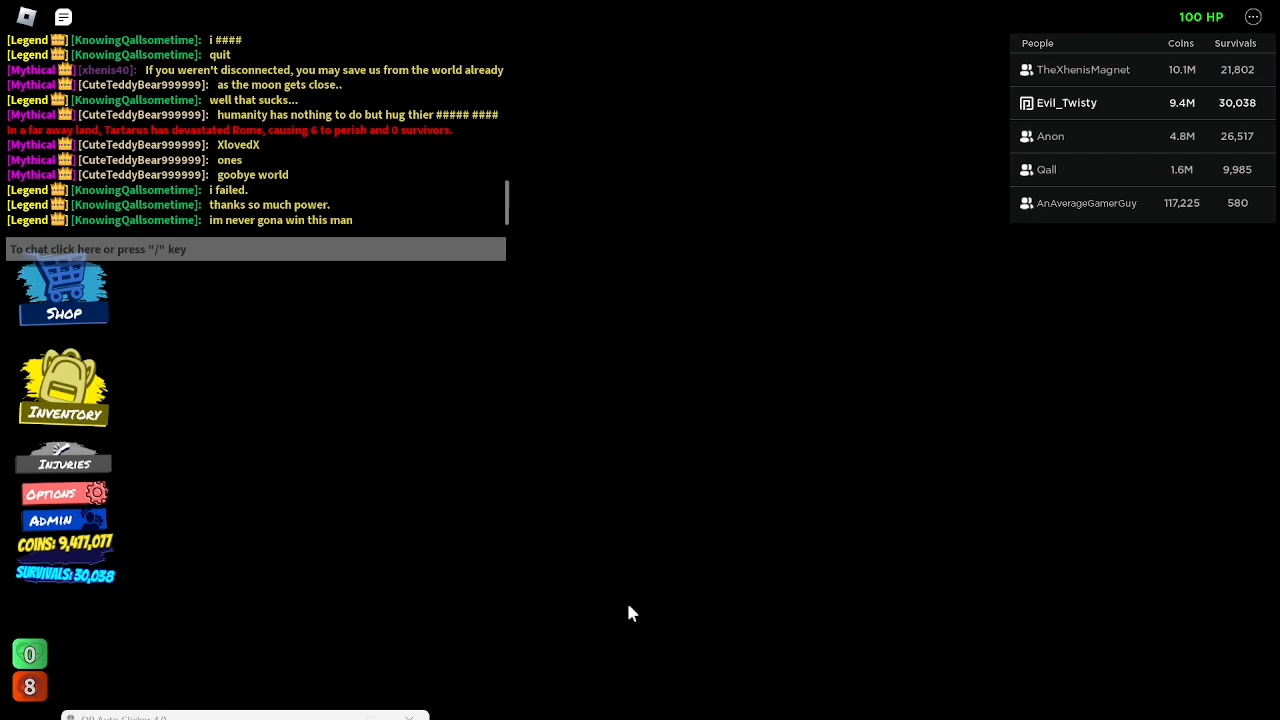 100 HP
[Legend 👑] [KnowingQallsometime]: i ####
[Legend 👑] [KnowingQallsometime]: quit
[Mythical 👑] [xhenis40]: If you weren't disconnected, you may save us from the world already
[Mythical 👑] [CuteTeddyBear999999]: as the moon gets close..
[Legend 👑] [KnowingQallsometime]: well that sucks...
[Mythical 👑] [CuteTeddyBear999999]: humanity has nothing to do but hug thier ##### ####
In a far away land, Tartarus has devastated Rome, causing 6 to perish and 0 survivors.
[Mythical 👑] [CuteTeddyBear999999]: XlovedX
[Mythical 👑] [CuteTeddyBear999999]: ones
[Mythical 👑] [CuteTeddyBear999999]: goobye world
[Legend 👑] [KnowingQallsometime]: i failed.
[Legend 👑] [KnowingQallsometime]: thanks so much power.
[Legend 👑] [KnowingQallsometime]: im never gona win this man
To chat click here or press "/" key
People Coins Survivals
TheXhenisMagnet 10.1M 21,802
Evil_Twisty 9.4M 30,038
Anon 4.8M 26,517
Qall 1.6M 9,985
AnAverageGamerGuy 117,225 580
SHOP
INVENTORY
INJURIES
OPTIONS
ADMIN
COINS: 9,477,077
SURVIVALS: 30,038
0
8
OP Auto Clicker 4.0